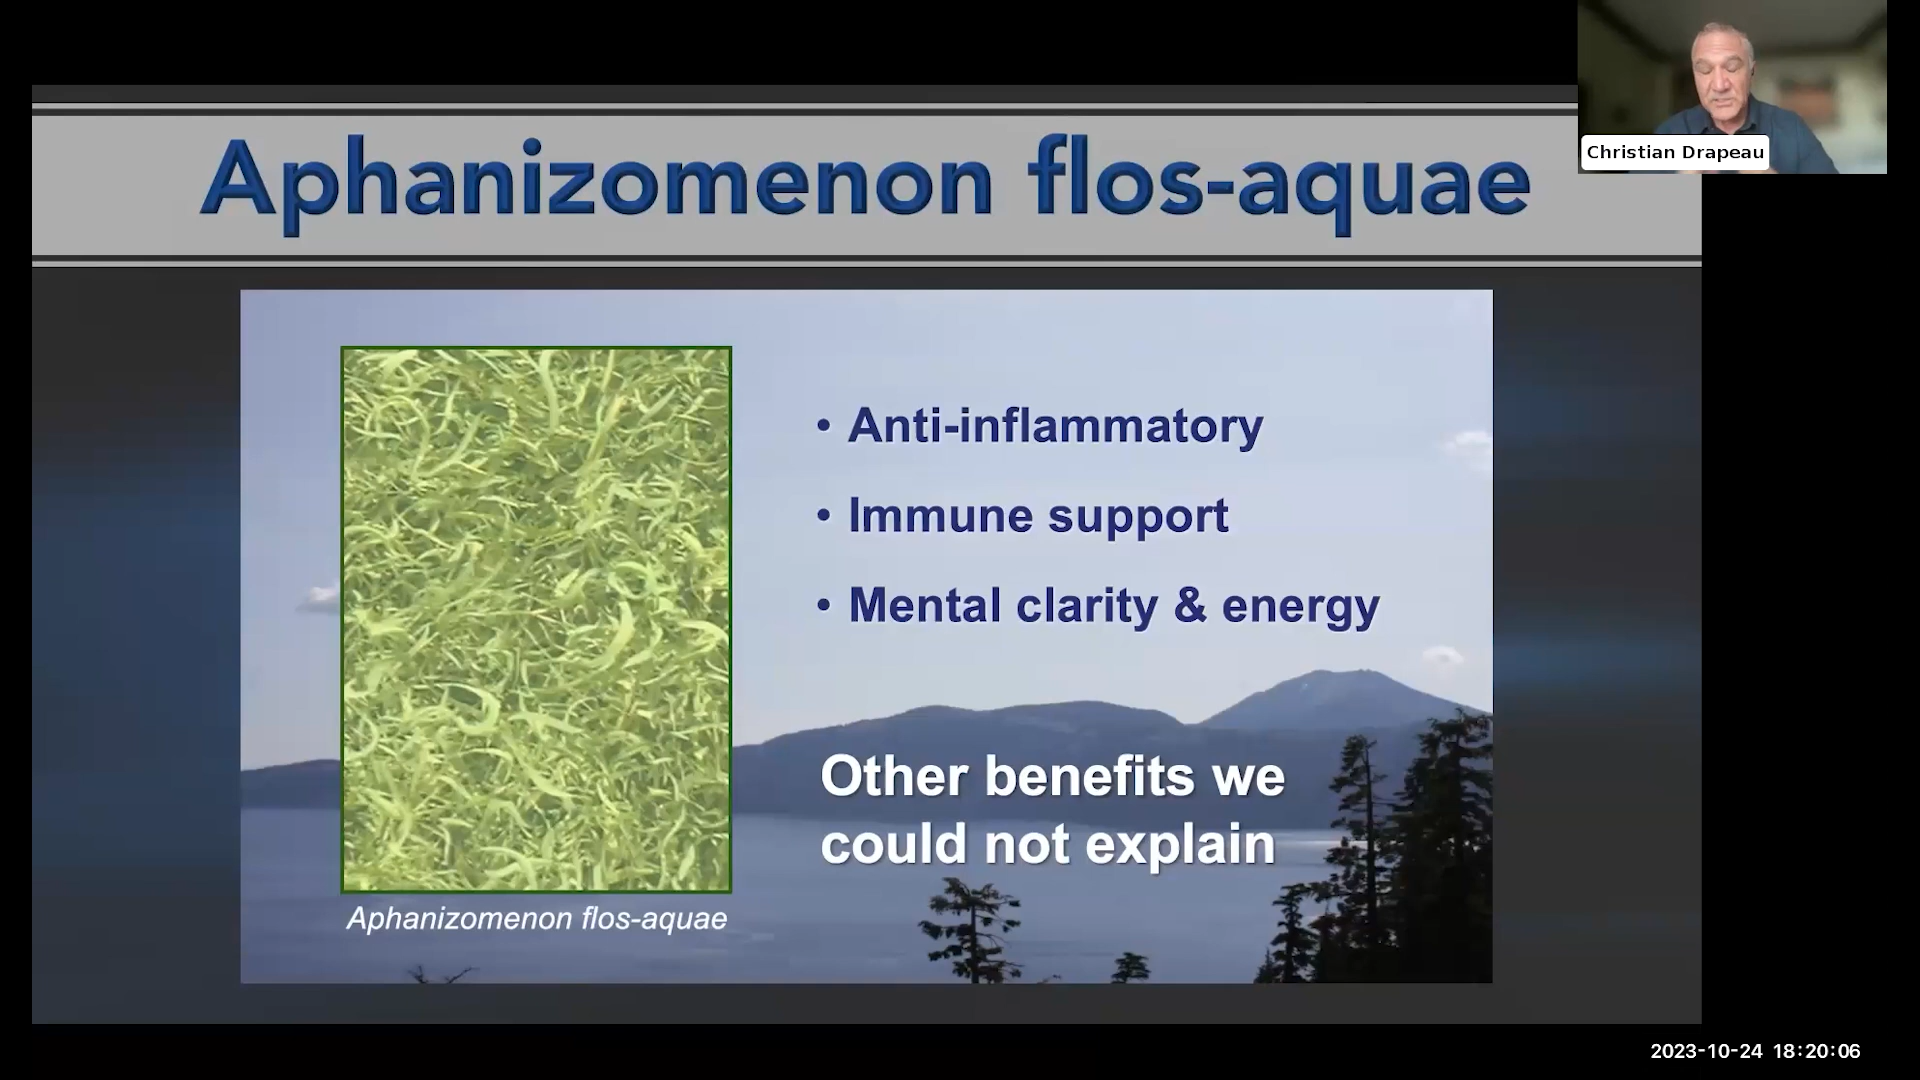 Aphanizomenon flos-aquae
Christian Drapeau
• Anti-inflammatory
• Immune support
• Mental clarity & energy
Other benefits we
could not explain
Aphanizomenon flos-aquae
2023-10-24 18:20:06